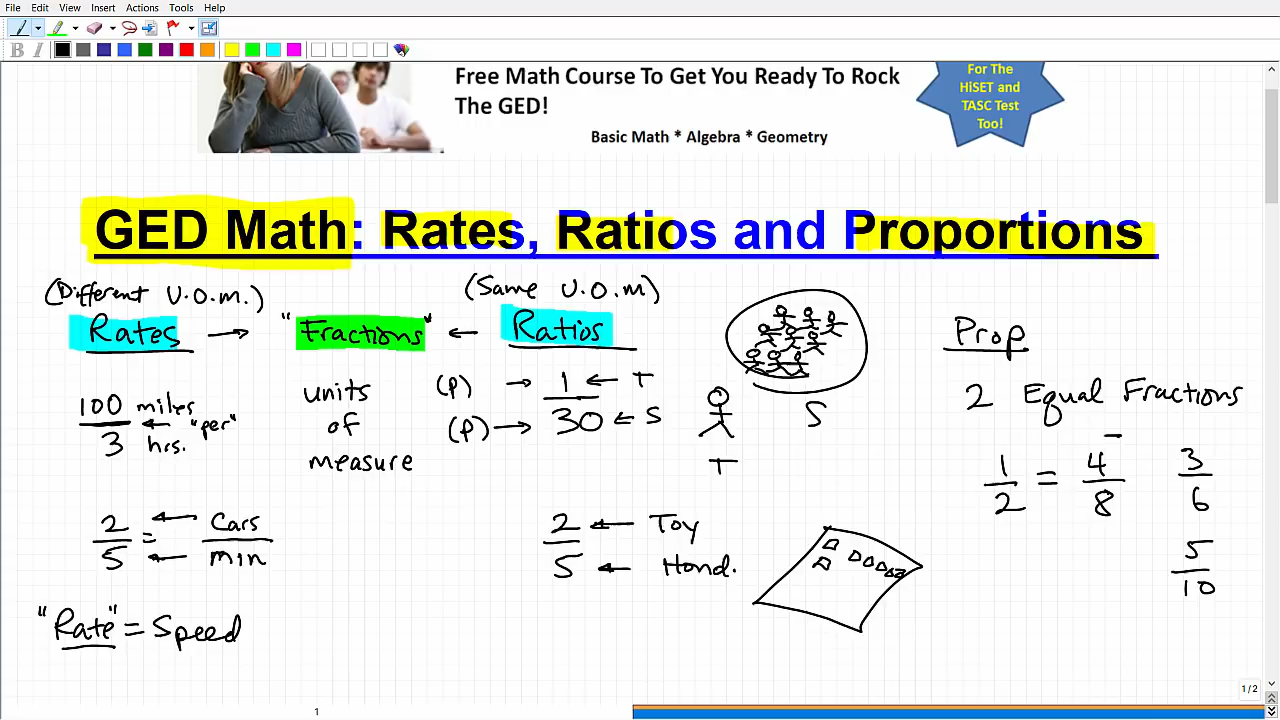 File Edit View Insert Actions Tools Help
B I
Free Math Course To Get You Ready To Rock
The GED!
Basic Math * Algebra * Geometry
For The
HiSET and
TASC Test
Too!
GED Math: Rates, Ratios and Proportions
(Different U.O.M.)
Rates → "Fractions" ← Ratios
(Same U.O.M)
100 miles
3 hrs.
← "per"
units
of
measure
(P) → 1 ← T
(P) → 30 ← S
T
S
Prop
2 Equal Fractions
1/2 = 4/8
3/6
5/10
2 ← Cars
5 = ← min
2 ← Toy
5 ← Hond.
"Rate" = Speed
1
1/2